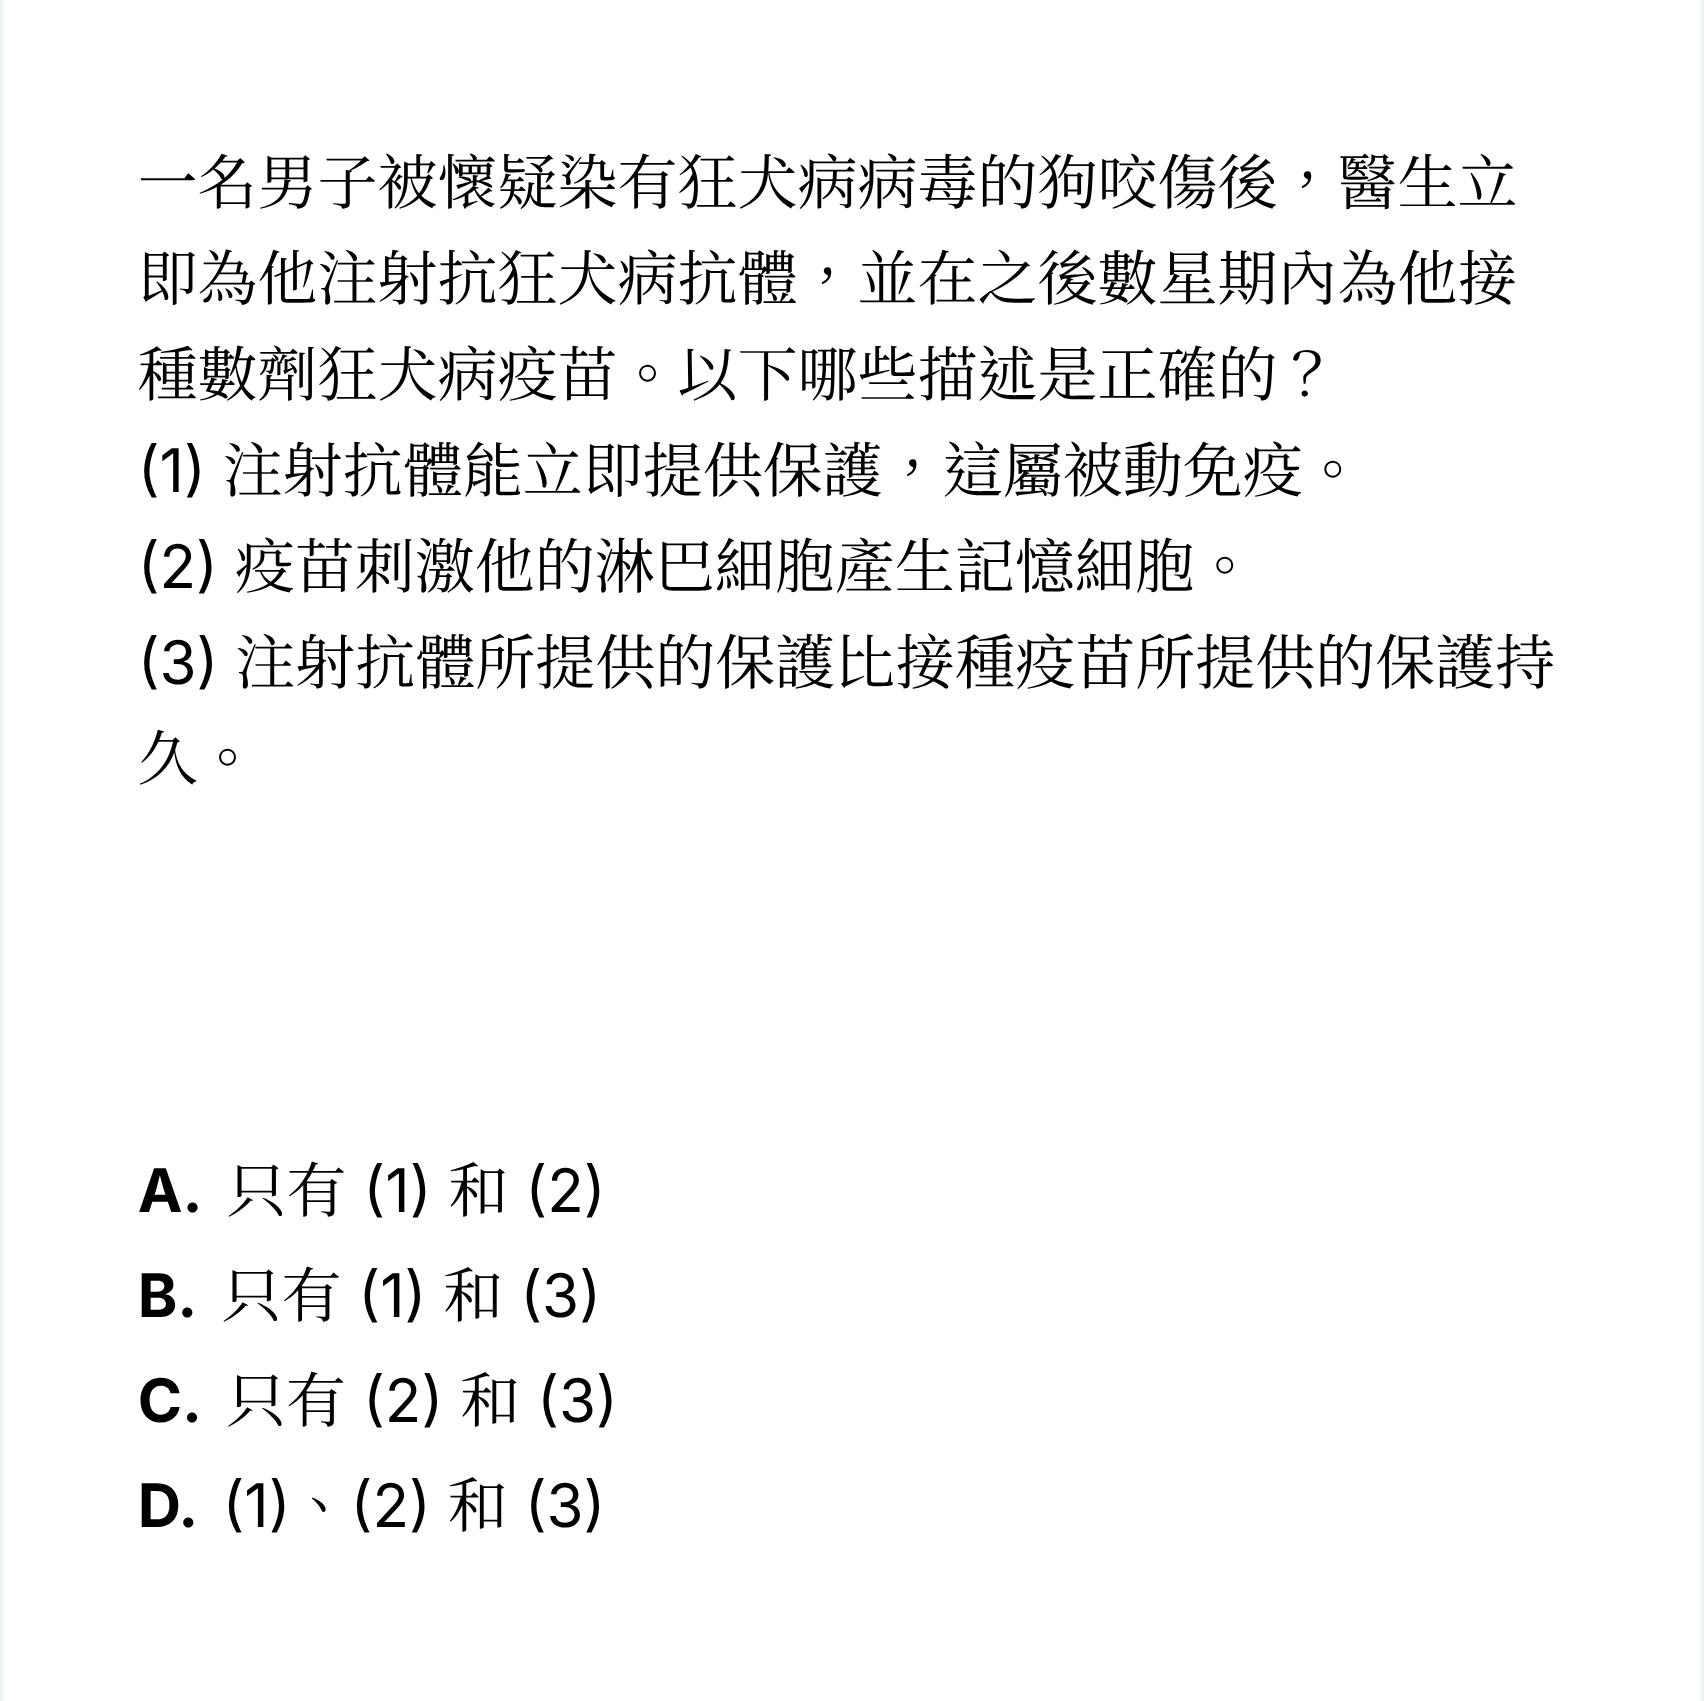 一名男子被懷疑染有狂犬病病毒的狗咬傷後，醫生立
即為他注射抗狂犬病抗體，並在之後數星期內為他接
種數劑狂犬病疫苗。以下哪些描述是正確的？
(1) 注射抗體能立即提供保護，這屬被動免疫。
(2) 疫苗刺激他的淋巴細胞產生記憶細胞。
(3) 注射抗體所提供的保護比接種疫苗所提供的保護持
久。
A. 只有 (1) 和 (2)
B. 只有 (1) 和 (3)
C. 只有 (2) 和 (3)
D. (1)、(2) 和 (3)